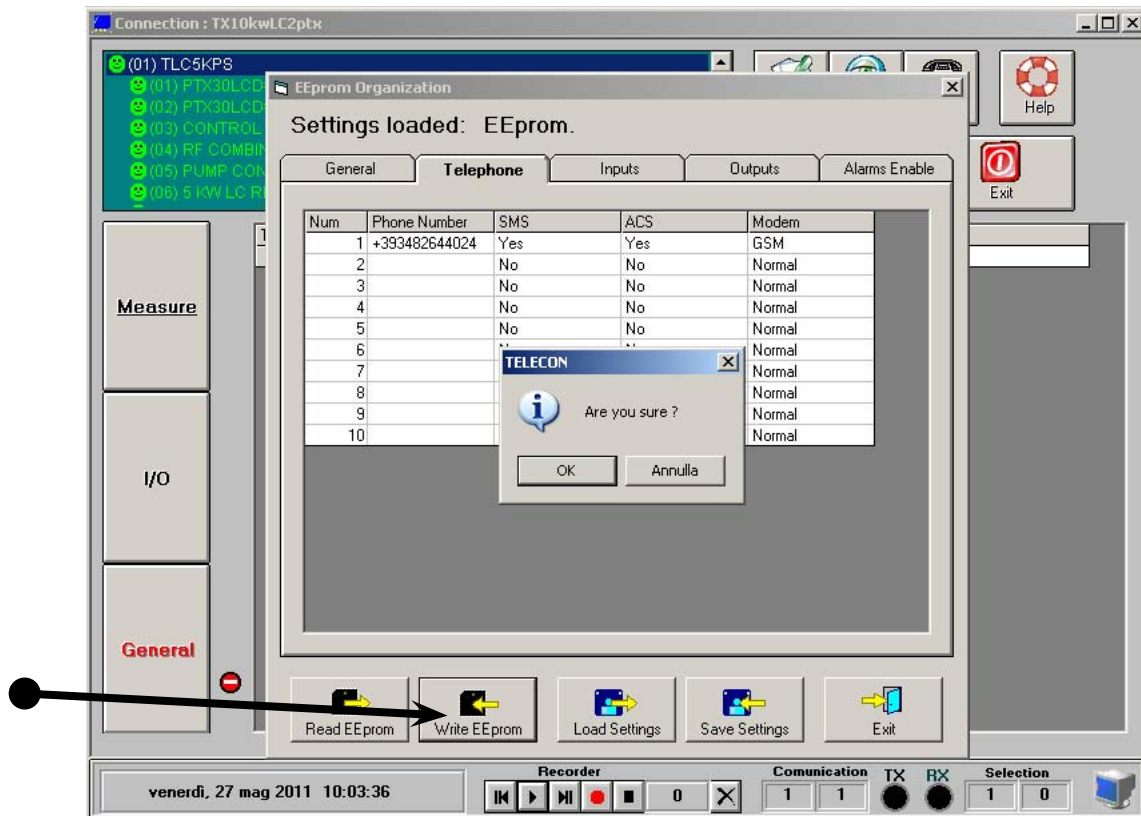 Connection : TX10kwLC2ptx
(01) TLC5KPS
(01) PTX30LCD
(02) PTX30LCD
(03) CONTROL
(04) RF COMBIN
(05) PUMP CON
(06) 5 KW LC R
Help
Exit
EEprom Organization
Settings loaded: EEprom.
General Telephone Inputs Outputs Alarms Enable
Num Phone Number SMS ACS Modem
1 +393482644024 Yes Yes GSM
2 No No Normal
3 No No Normal
4 No No Normal
5 No No Normal
6 Normal
7 Normal
8 Normal
9 Normal
10 Normal
TELECON
Are you sure ?
OK Annulla
Measure
I/O
General
Read EEprom Write EEprom Load Settings Save Settings Exit
venerdì, 27 mag 2011 10:03:36
Recorder
0
Comunication
1 1
TX RX
Selection
1 0